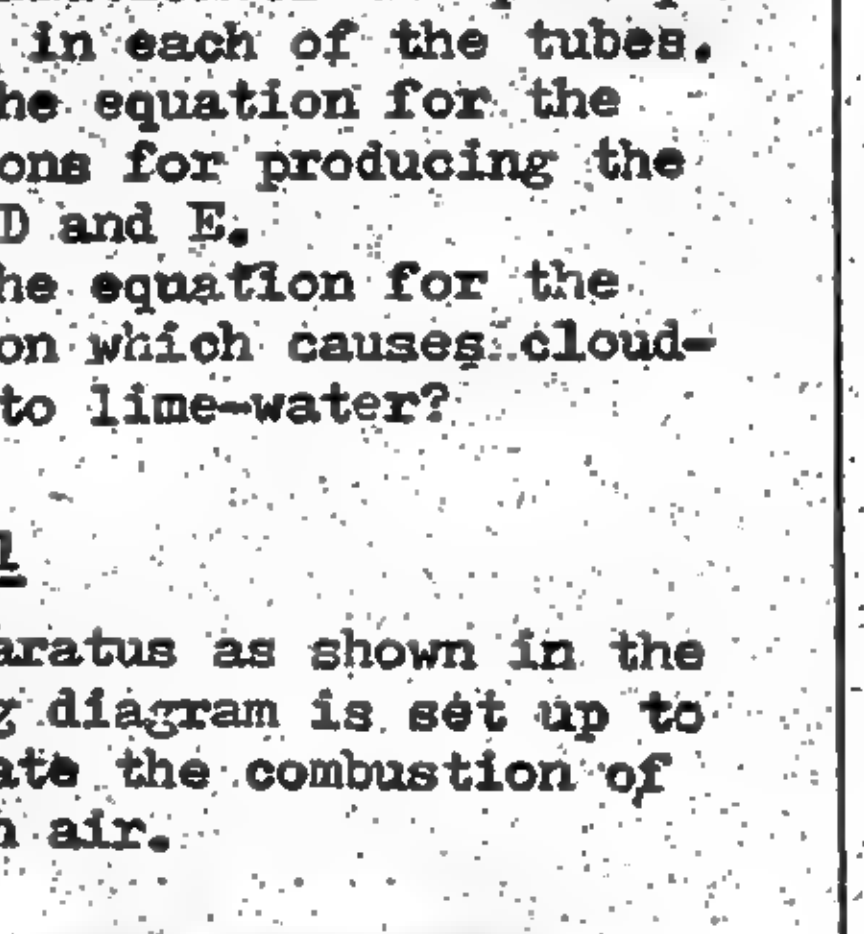 in each of the tubes.
he equation for the
ons for producing the
D and E.
he equation for the
on which causes cloud-
to lime-water?
aratus as shown in the
g diagram is set up to
ate the combustion of
n air.